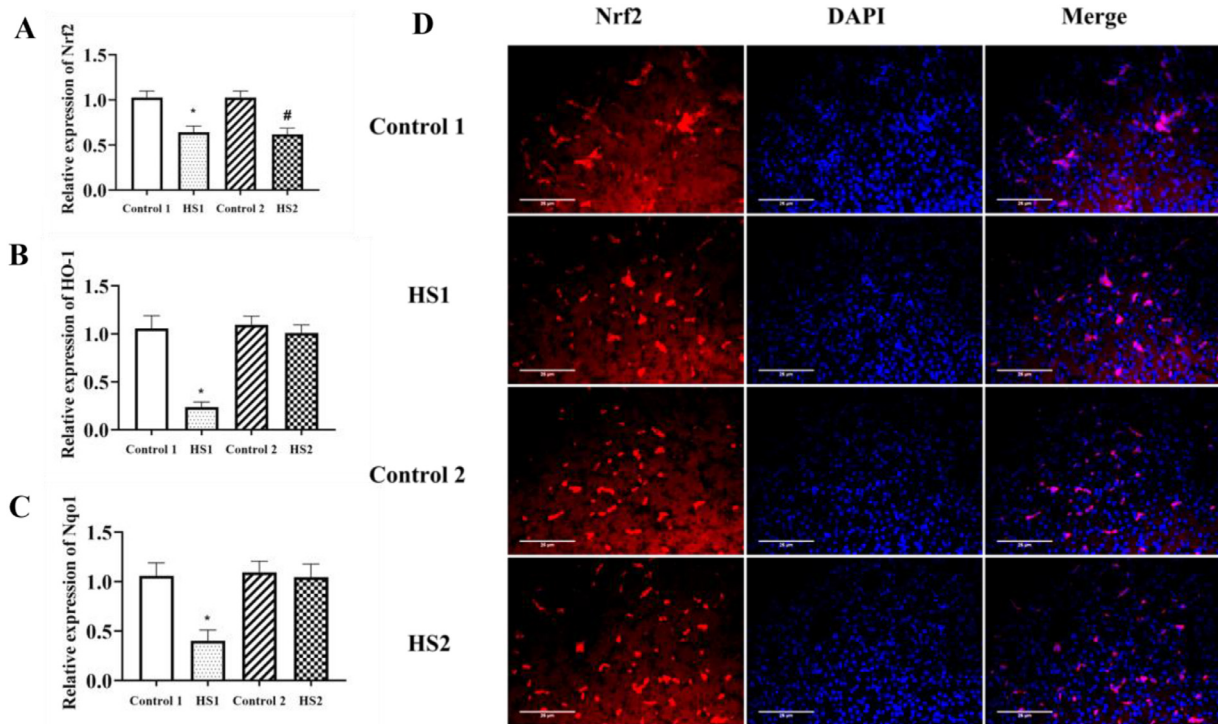 A
Relative expression of Nrf2
1.5
1.0
0.5
0.0
*
#
Control 1 HS1 Control 2 HS2
B
Relative expression of HO-1
1.5
1.0
0.5
0.0
*
Control 1 HS1 Control 2 HS2
C
Relative expression of Nqo1
1.5
1.0
0.5
0.0
*
Control 1 HS1 Control 2 HS2
D
Nrf2 DAPI Merge
Control 1
HS1
Control 2
HS2